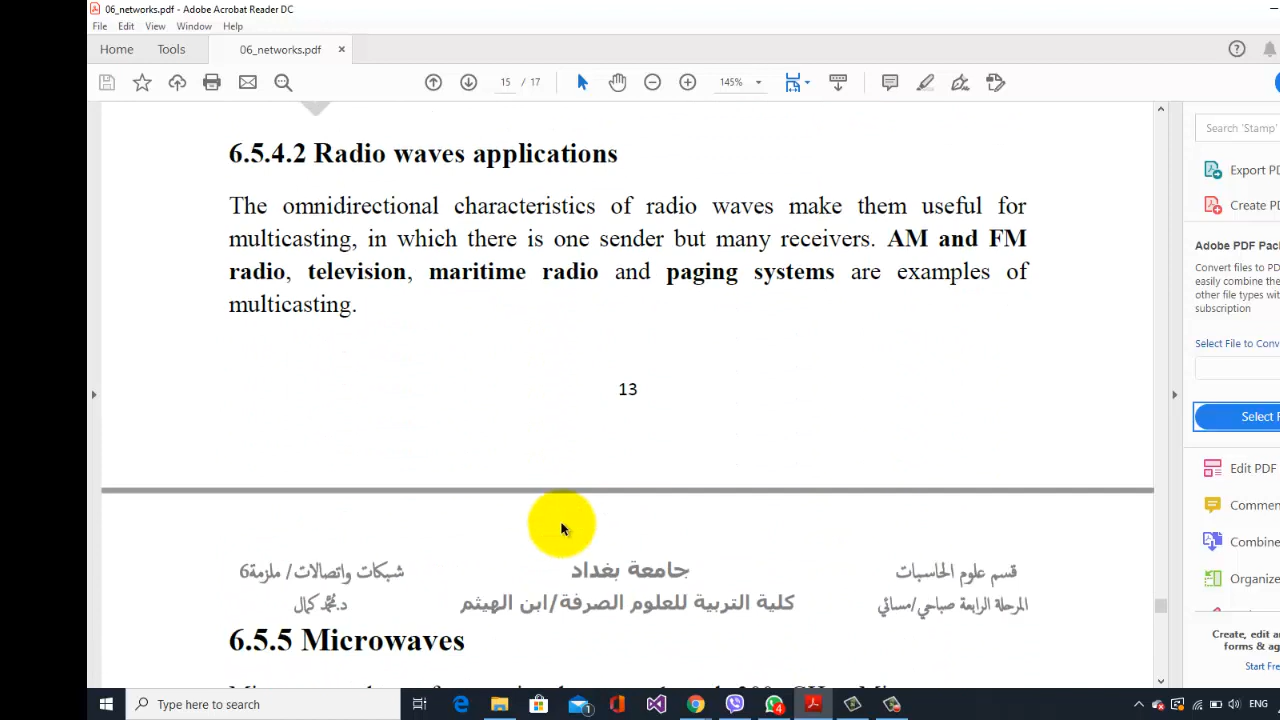 06_networks.pdf - Adobe Acrobat Reader DC
File Edit View Window Help
Home Tools 06_networks.pdf ×
15 / 17 145%
6.5.4.2 Radio waves applications
The omnidirectional characteristics of radio waves make them useful for
multicasting, in which there is one sender but many receivers. AM and FM
radio, television, maritime radio and paging systems are examples of
multicasting.
13
قسم علوم الحاسبات جامعة بغداد شبكات واتصالات/ ملزمة6
المرحلة الرابعة صباحي/مسائي كلية التربية للعلوم الصرفة/ابن الهيثم د.محمد كمال
6.5.5 Microwaves
Search 'Stamp'
Export PD
Create PD
Adobe PDF Pack
Convert files to PD
easily combine the
other file types wit
subscription
Select File to Conv
Select F
Edit PDF
Commen
Combine
Organize
Create, edit a
forms & ag
Start Fre
Type here to search
1
4
ENG